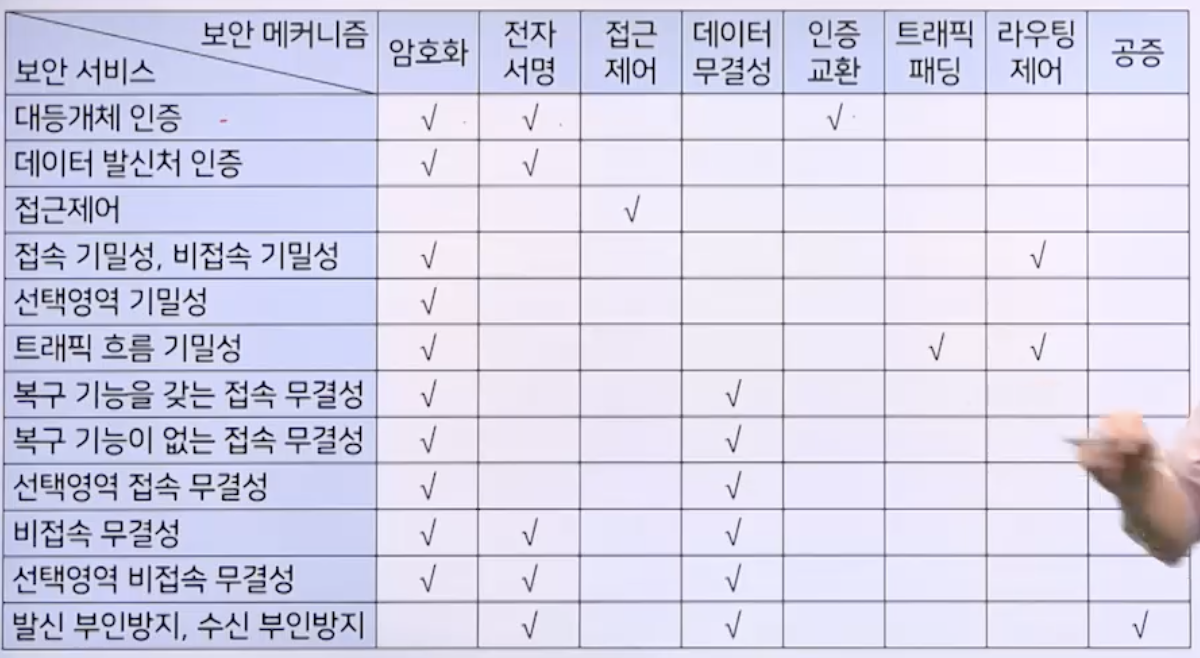 보안 메커니즘
보안 서비스
암호화
전자 서명
접근 제어
데이터 무결성
인증 교환
트래픽 패딩
라우팅 제어
공증
대등개체 인증 √ √ √
데이터 발신처 인증 √ √
접근제어 √
접속 기밀성, 비접속 기밀성 √ √
선택영역 기밀성 √
트래픽 흐름 기밀성 √ √ √
복구 기능을 갖는 접속 무결성 √ √
복구 기능이 없는 접속 무결성 √ √
선택영역 접속 무결성 √ √
비접속 무결성 √ √ √
선택영역 비접속 무결성 √ √ √
발신 부인방지, 수신 부인방지 √ √ √